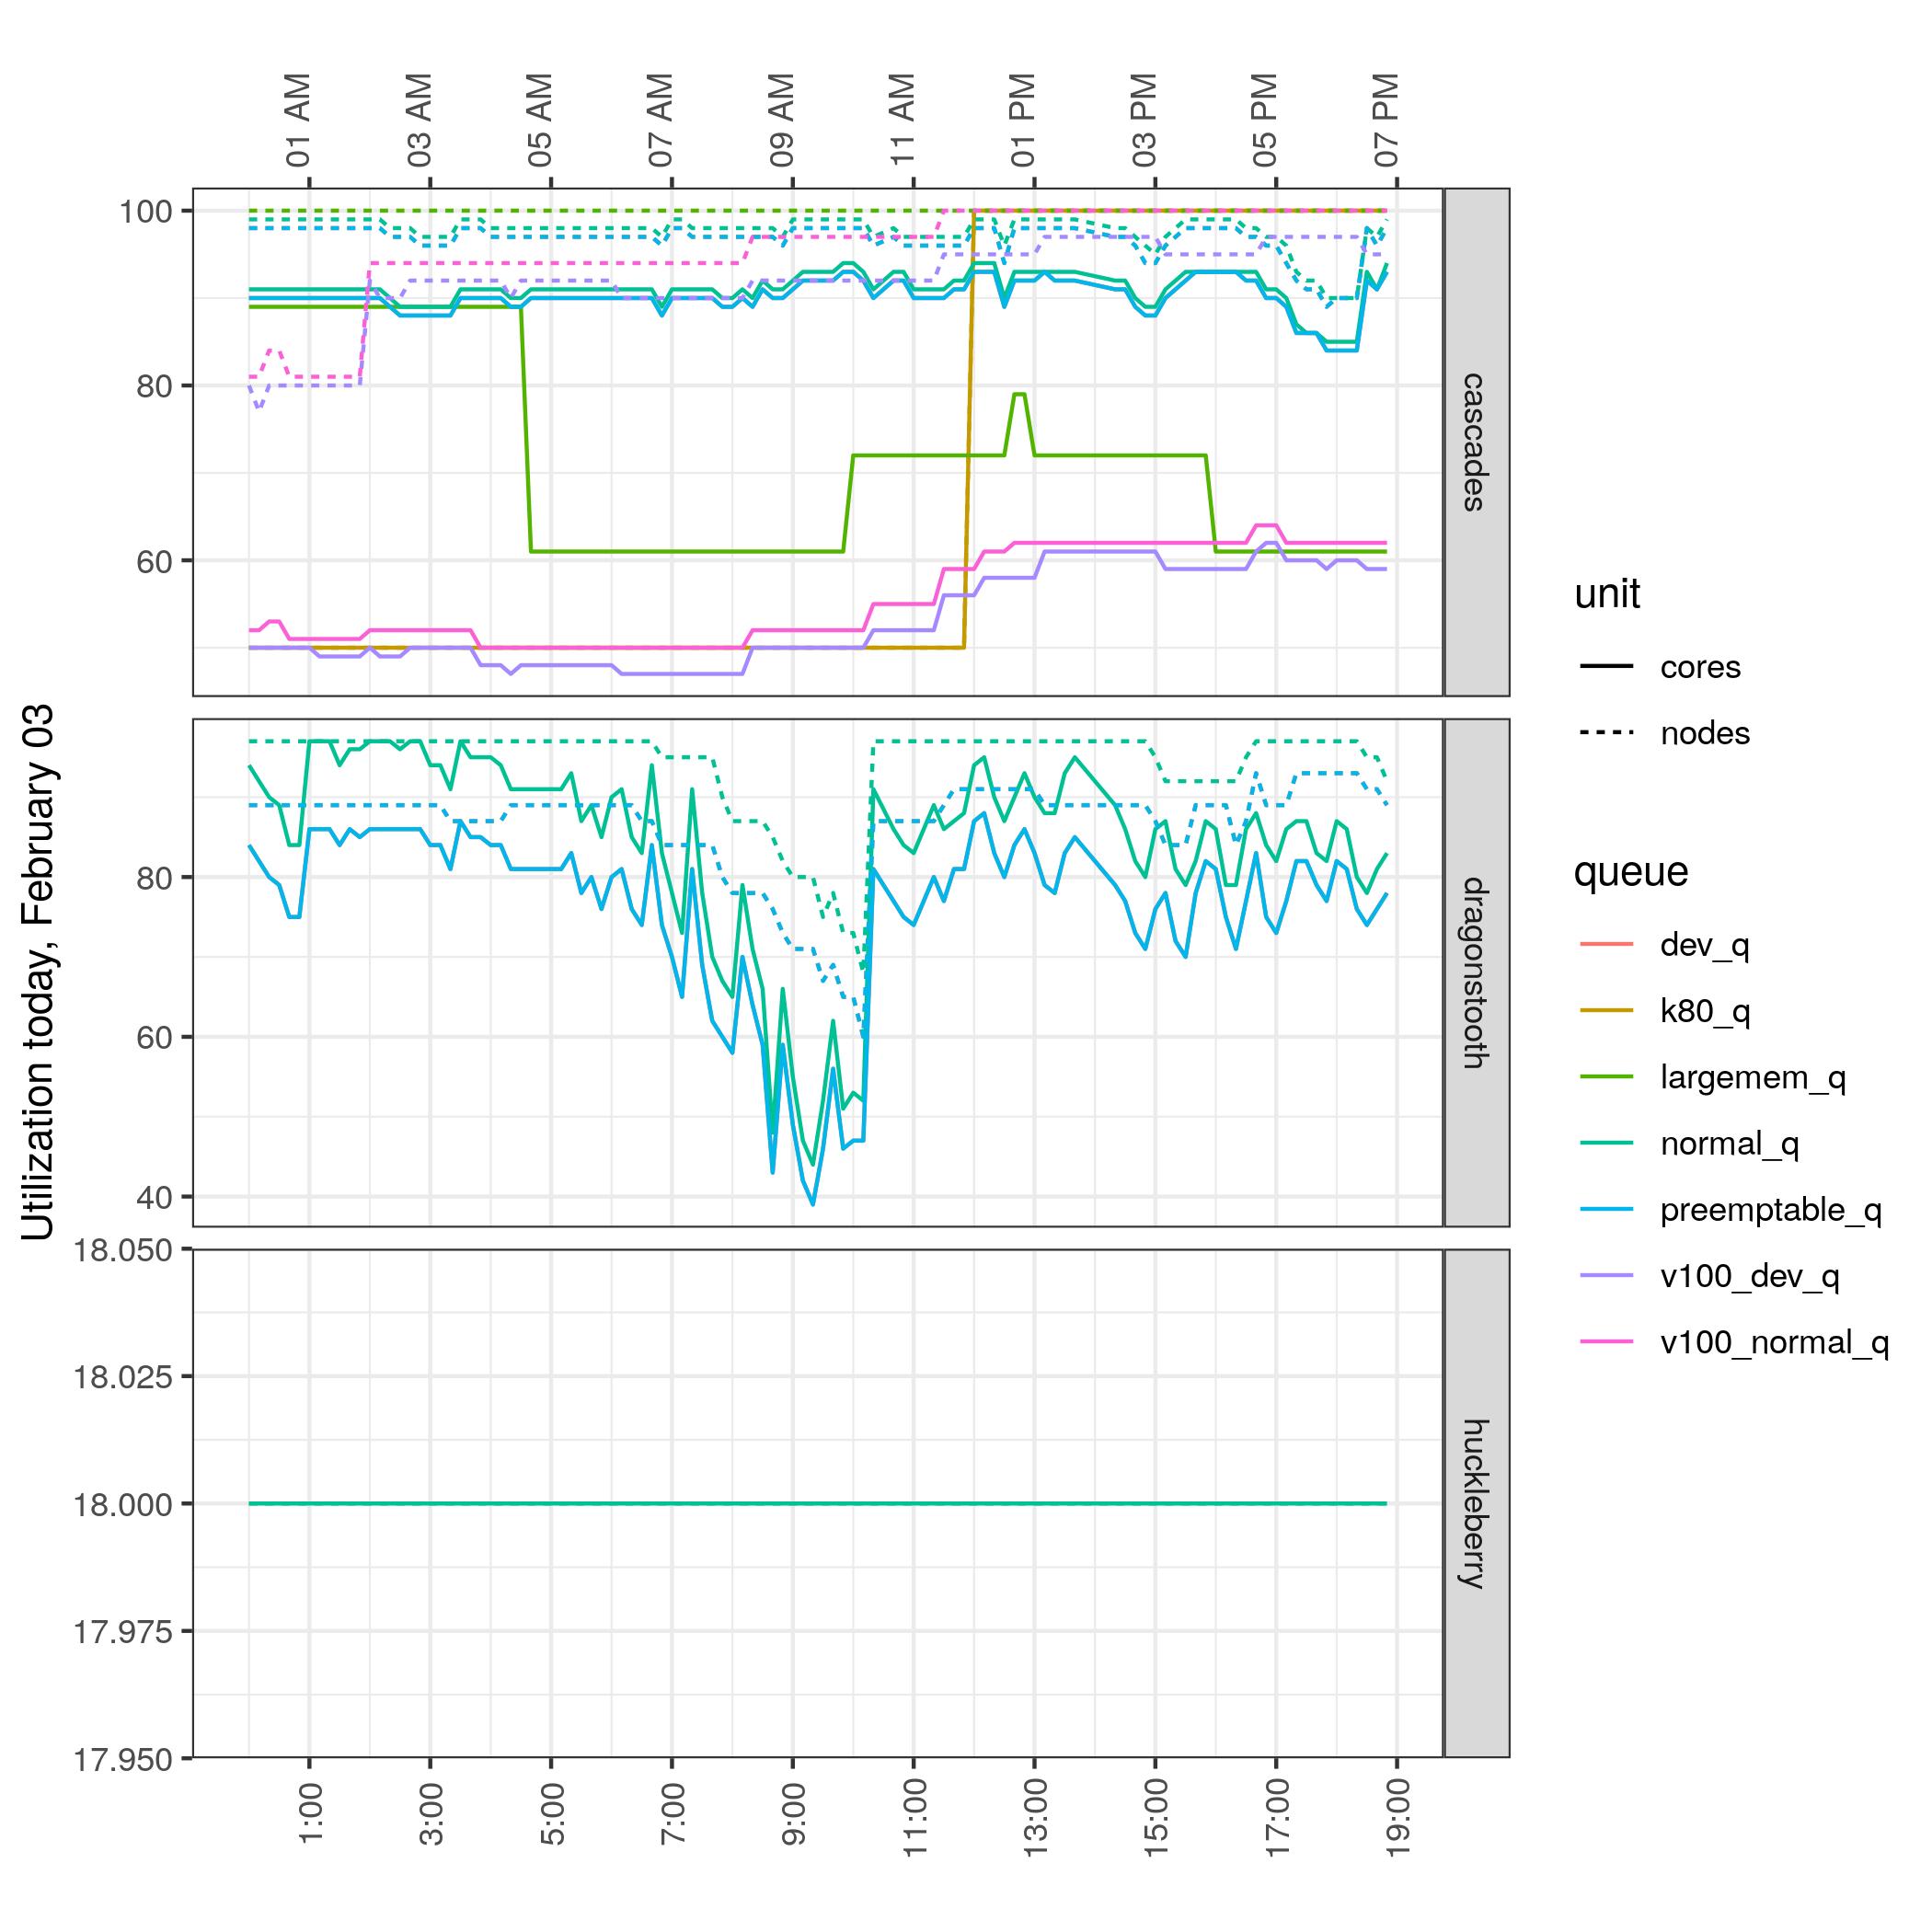 01 AM
03 AM
05 AM
07 AM
09 AM
11 AM
01 PM
03 PM
05 PM
07 PM
Utilization today, February 03
100
80
60
cascades
80
60
40
dragonstooth
18.050
18.025
18.000
17.975
17.950
huckleberry
1:00
3:00
5:00
7:00
9:00
11:00
13:00
15:00
17:00
19:00
unit
cores
nodes
queue
dev_q
k80_q
largemem_q
normal_q
preemptable_q
v100_dev_q
v100_normal_q